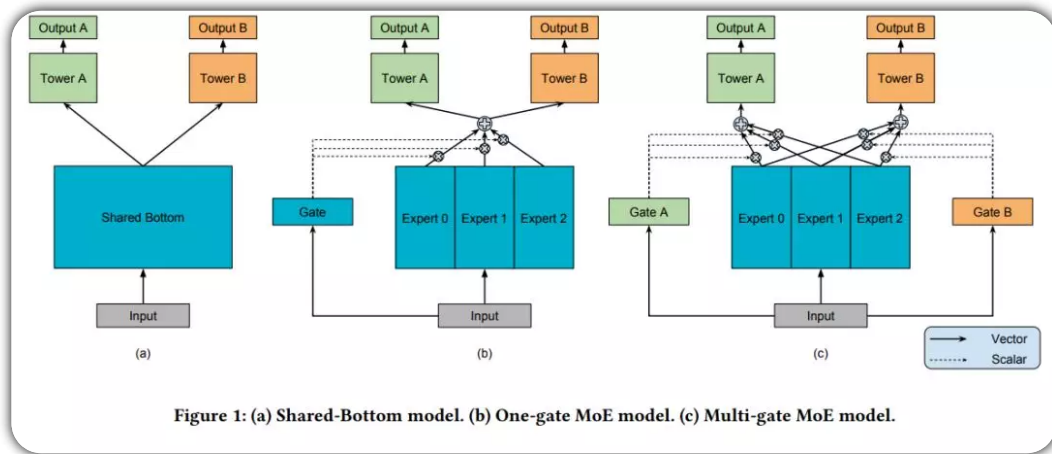 Output A
Output B
Tower A
Tower B
Shared Bottom
Input
(a)
Output A
Output B
Tower A
Tower B
Gate
Expert 0
Expert 1
Expert 2
Input
(b)
Output A
Output B
Tower A
Tower B
Gate A
Expert 0
Expert 1
Expert 2
Gate B
Input
(c)
Vector
Scalar
Figure 1: (a) Shared-Bottom model. (b) One-gate MoE model. (c) Multi-gate MoE model.